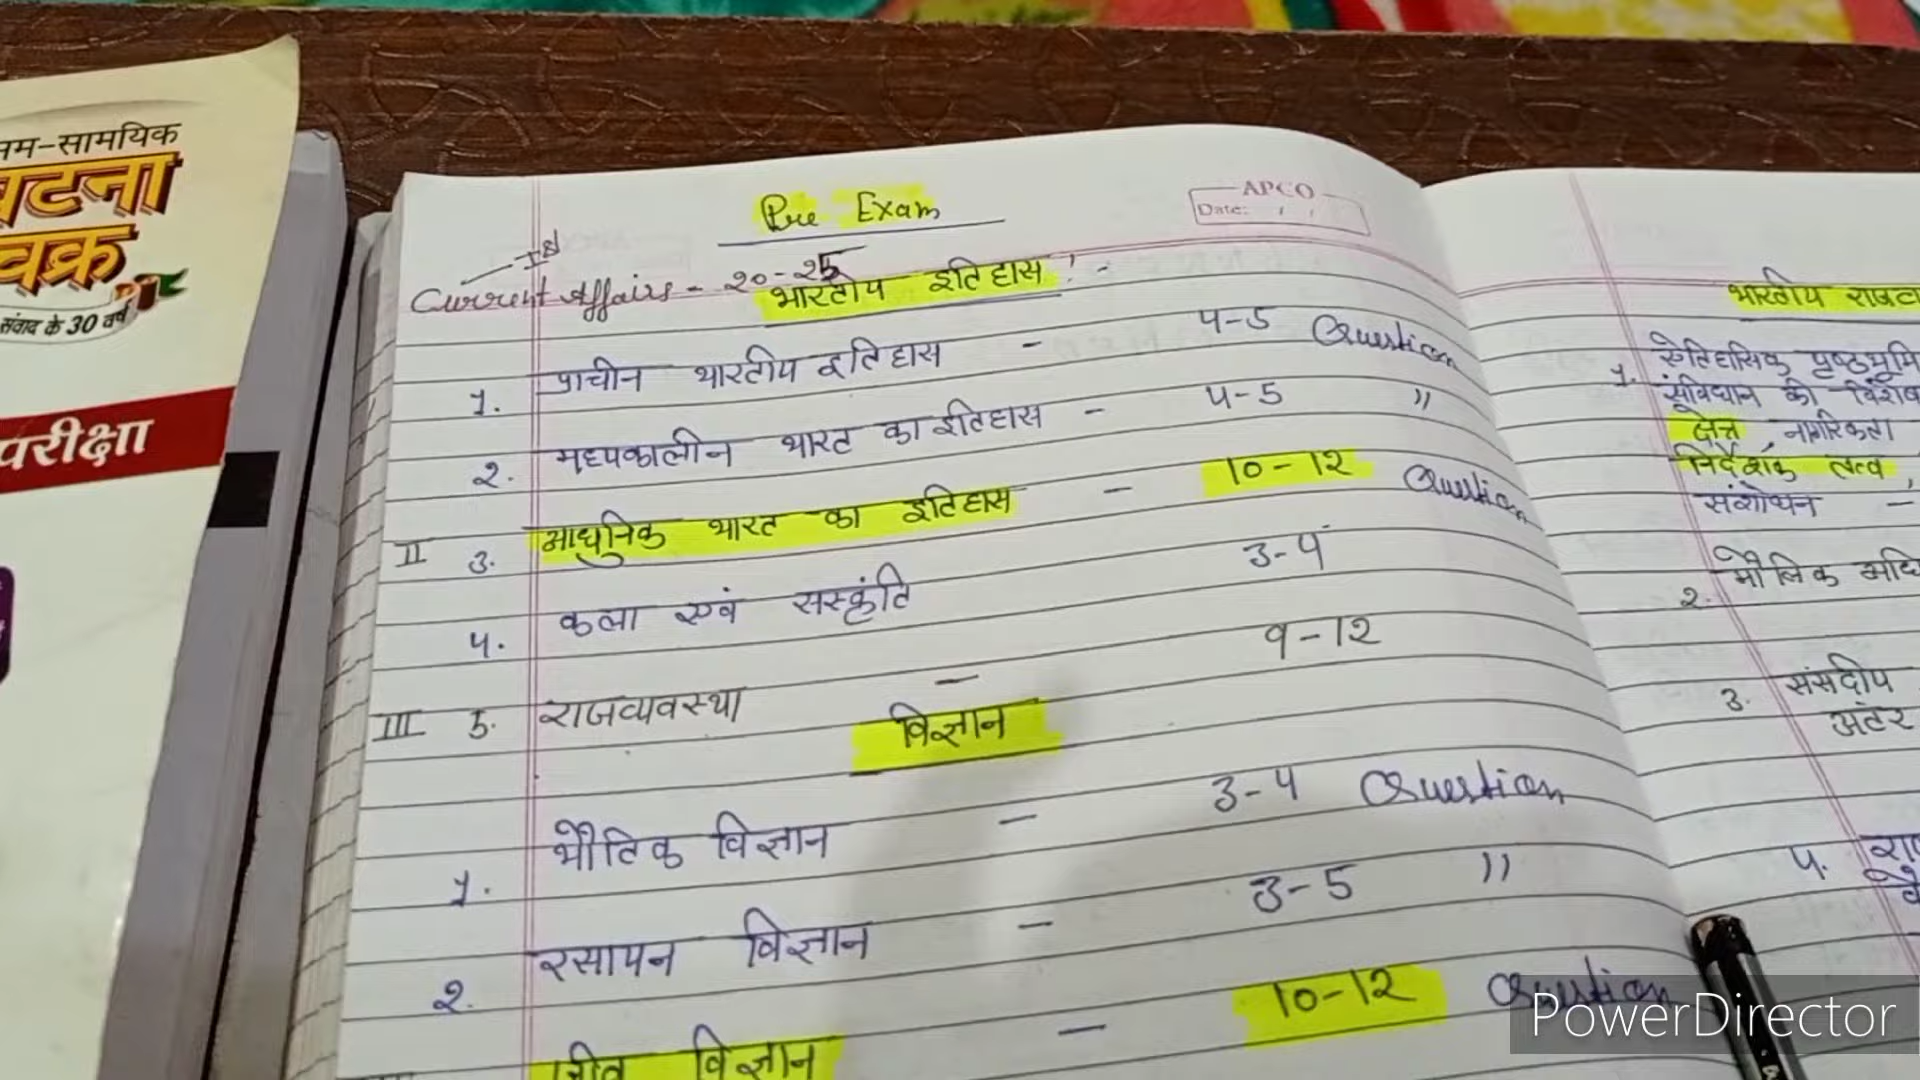 सम-सामयिक
घटना
चक्र
संवाद के 30 वर्ष
परीक्षा
Pre Exam
APCO
Date:
Ist
Current Affairs - 20-25
भारतीय इतिहास :-
1. प्राचीन भारतीय इतिहास - 4-5 Question
2. मध्यकालीन भारत का इतिहास - 4-5 "
II 3. आधुनिक भारत का इतिहास - 10-12 Question
4. कला एवं संस्कृति 3-4
III 5. राजव्यवस्था - 9-12
विज्ञान
1. भौतिक विज्ञान - 3-4 Question
2. रसायन विज्ञान - 3-5 "
जीव विज्ञान - 10-12 Question
भारतीय
1. ऐतिहासिक पृष्ठभूमि
संविधान की
क्षेत्र, नागरिकता
निर्देशक तत्व,
संशोधन -
2. मौलिक
3. संसदीय
अंतर
4.
PowerDirector